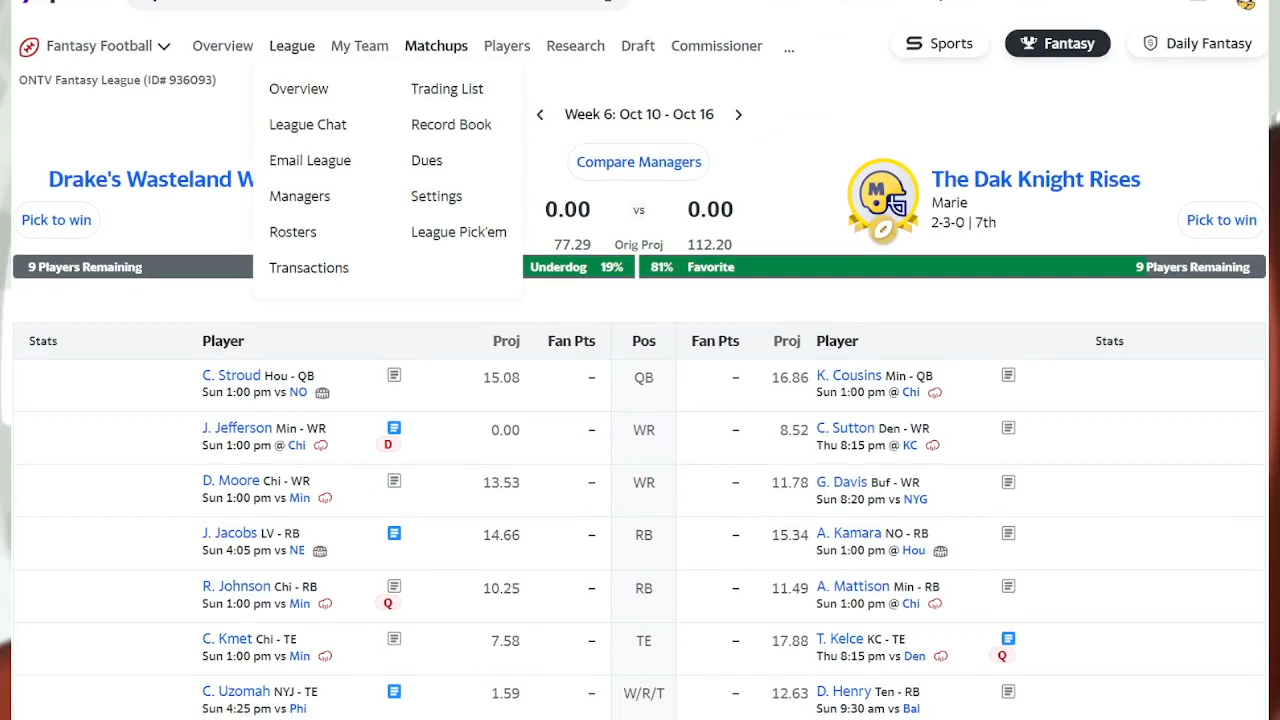 Fantasy Football Overview League My Team Matchups Players Research Draft Commissioner ... Sports Fantasy Daily Fantasy
ONTV Fantasy League (ID# 936093)
Overview Trading List
League Chat Record Book
Email League Dues
Managers Settings
Rosters League Pick'em
Transactions
Week 6: Oct 10 - Oct 16
Compare Managers
Drake's Wasteland W
Pick to win
0.00 vs 0.00
77.29 Orig Proj 112.20
M
The Dak Knight Rises
Marie
2-3-0 | 7th
Pick to win
9 Players Remaining Underdog 19% 81% Favorite 9 Players Remaining
Stats Player Proj Fan Pts Pos Fan Pts Proj Player Stats
C. Stroud Hou - QB 15.08 – QB – 16.86 K. Cousins Min - QB
Sun 1:00 pm vs NO Sun 1:00 pm @ Chi
J. Jefferson Min - WR 0.00 – WR – 8.52 C. Sutton Den - WR
Sun 1:00 pm @ Chi D Thu 8:15 pm @ KC
D. Moore Chi - WR 13.53 – WR – 11.78 G. Davis Buf - WR
Sun 1:00 pm vs Min Sun 8:20 pm vs NYG
J. Jacobs LV - RB 14.66 – RB – 15.34 A. Kamara NO - RB
Sun 4:05 pm vs NE Sun 1:00 pm @ Hou
R. Johnson Chi - RB 10.25 – RB – 11.49 A. Mattison Min - RB
Sun 1:00 pm vs Min Q Sun 1:00 pm @ Chi
C. Kmet Chi - TE 7.58 – TE – 17.88 T. Kelce KC - TE
Sun 1:00 pm vs Min Thu 8:15 pm vs Den Q
C. Uzomah NYJ - TE 1.59 – W/R/T – 12.63 D. Henry Ten - RB
Sun 4:25 pm vs Phi Sun 9:30 am vs Bal